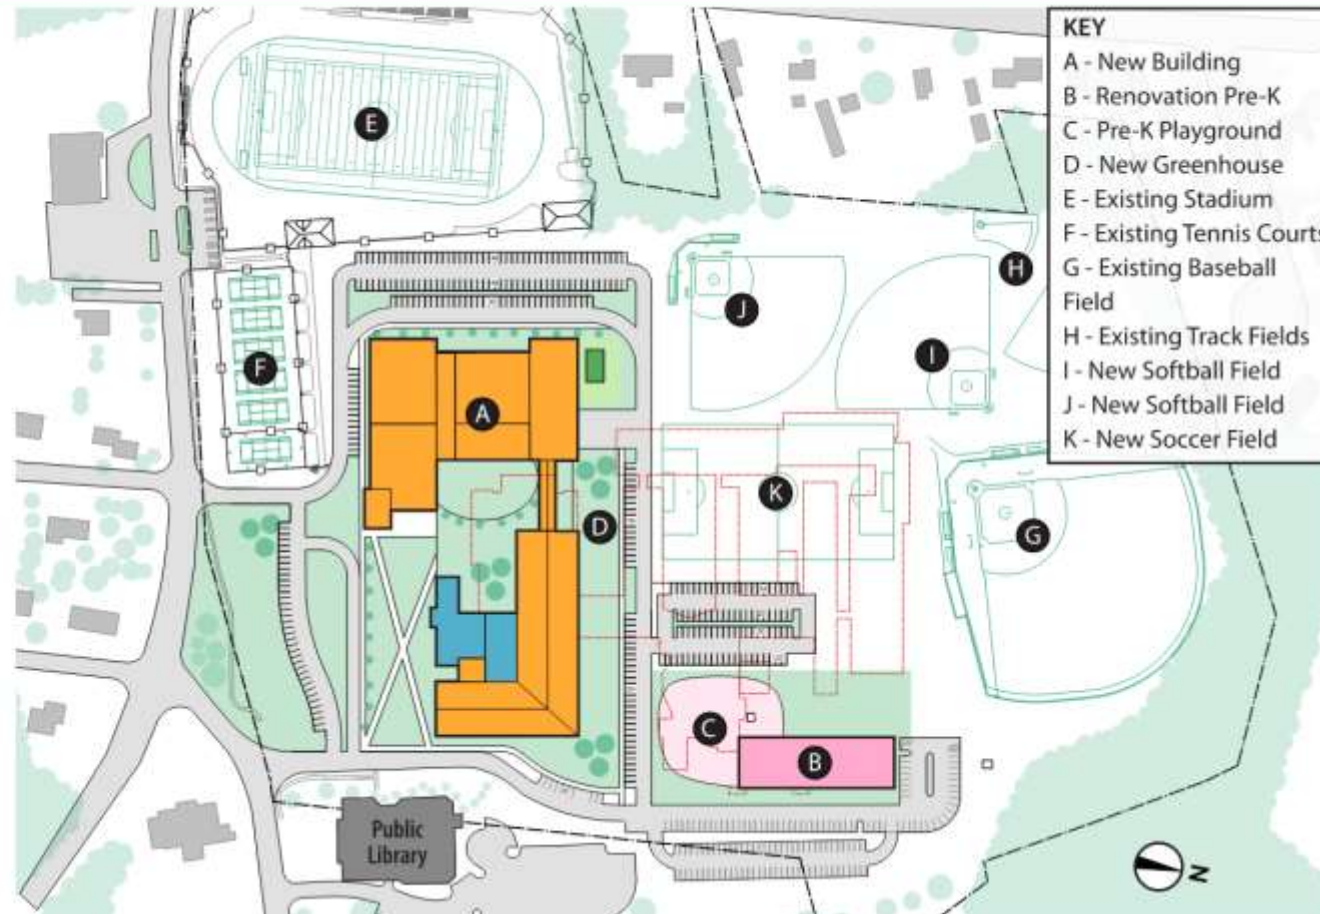 KEY
A - New Building
B - Renovation Pre-K
C - Pre-K Playground
D - New Greenhouse
E - Existing Stadium
F - Existing Tennis Courts
G - Existing Baseball
Field
H - Existing Track Fields
I - New Softball Field
J - New Softball Field
K - New Soccer Field
E
H
J
I
F
A
K
D
G
C
B
Public
Library
N